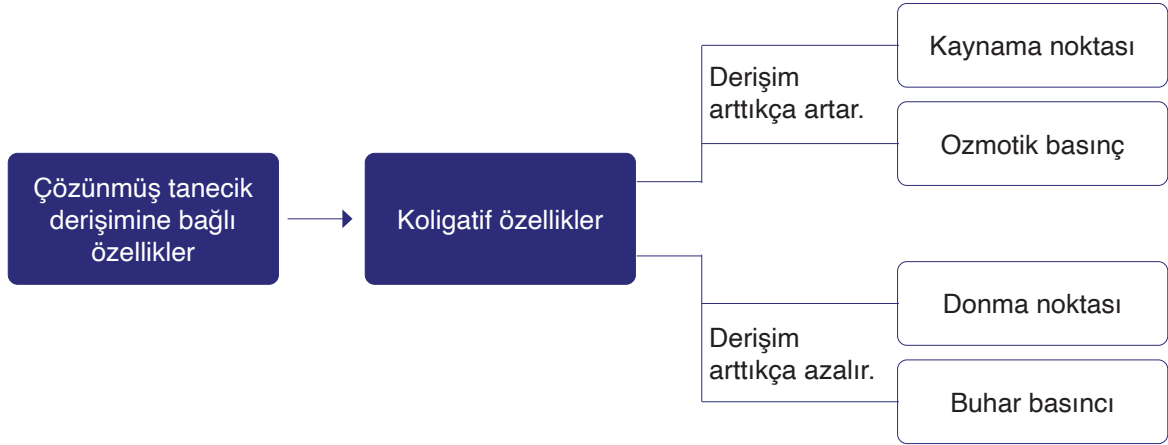 Çözünmüş tanecik
derişimine bağlı
özellikler
Koligatif özellikler
Derişim
arttıkça artar.
Kaynama noktası
Ozmotik basınç
Derişim
arttıkça azalır.
Donma noktası
Buhar basıncı